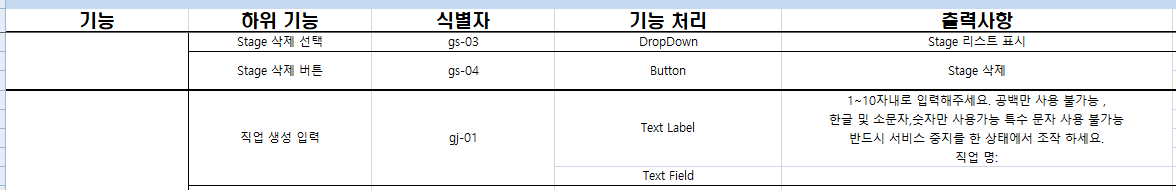 기능 하위 기능 식별자 기능 처리 출력사항
Stage 삭제 선택 gs-03 DropDown Stage 리스트 표시
Stage 삭제 버튼 gs-04 Button Stage 삭제
직업 생성 입력 gj-01 Text Label
1~10자내로 입력해주세요. 공백만 사용 불가능 ,
한글 및 소문자,숫자만 사용가능 특수 문자 사용 불가능
반드시 서비스 중지를 한 상태에서 조작 하세요.
직업 명:
Text Field